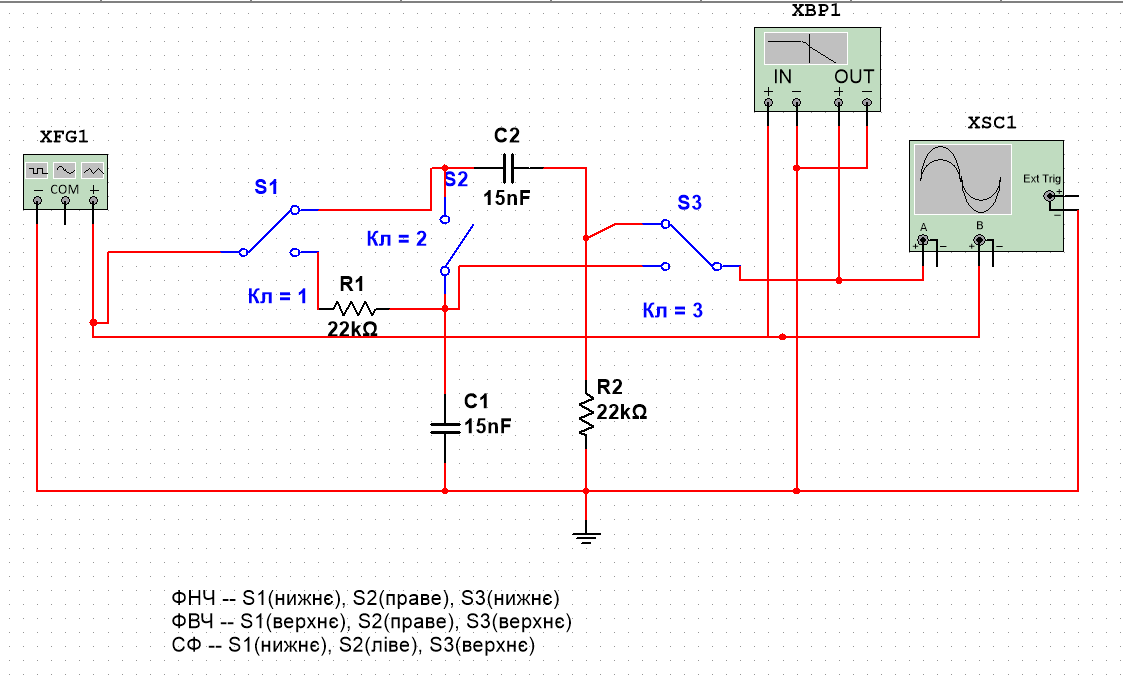 XBP1
IN OUT
+ − + −
XSC1
XFG1
− COM +
C2
15nF
S1
S2
Ext Trig
+
−
S3
A B
+ − + −
Кл = 2
R1
22kΩ
Кл = 1
Кл = 3
R2
22kΩ
C1
15nF
ФНЧ -- S1(нижнє), S2(праве), S3(нижнє)
ФВЧ -- S1(верхнє), S2(праве), S3(верхнє)
СФ -- S1(нижнє), S2(ліве), S3(верхнє)